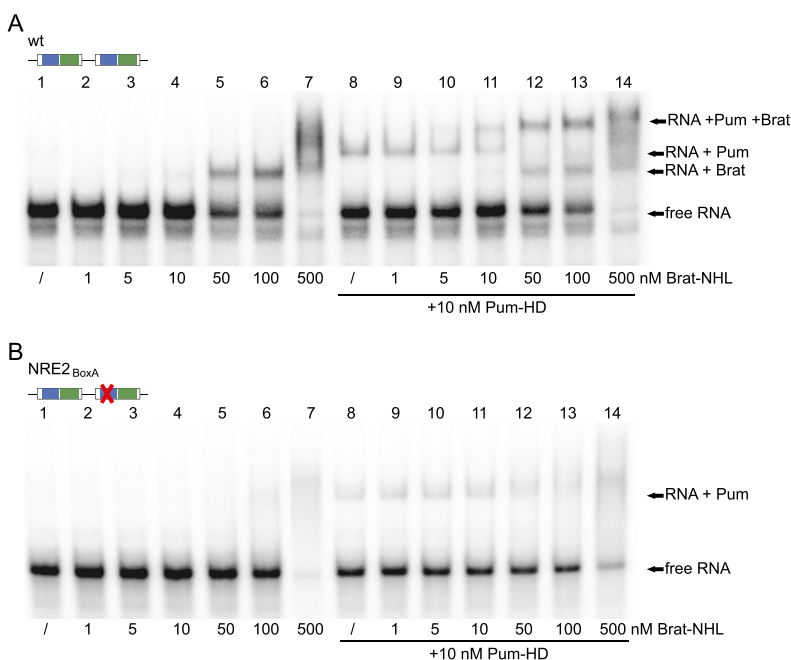 A
wt
1 2 3 4 5 6 7 8 9 10 11 12 13 14
RNA +Pum +Brat
RNA + Pum
RNA + Brat
free RNA
/ 1 5 10 50 100 500 / 1 5 10 50 100 500 nM Brat-NHL
+10 nM Pum-HD
B
NRE2 BoxA
1 2 3 4 5 6 7 8 9 10 11 12 13 14
RNA + Pum
free RNA
/ 1 5 10 50 100 500 / 1 5 10 50 100 500 nM Brat-NHL
+10 nM Pum-HD